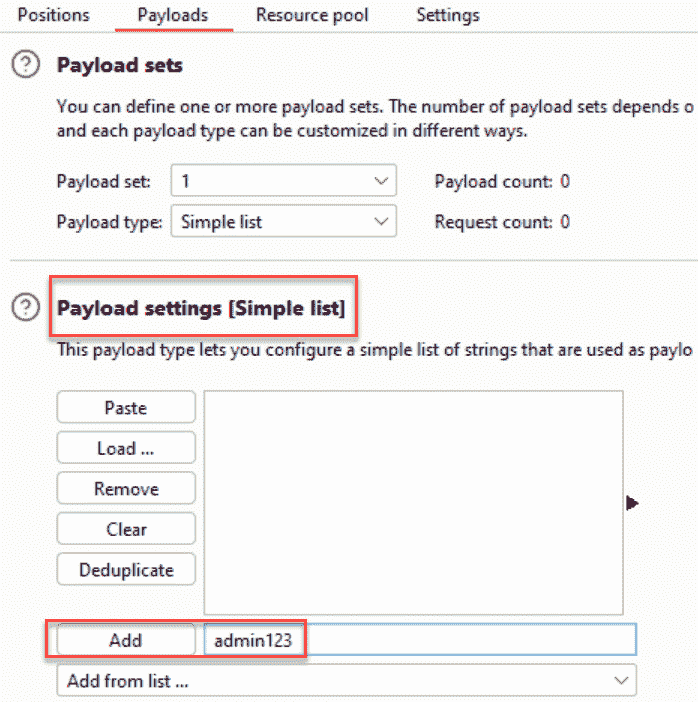 Positions Payloads Resource pool Settings
? Payload sets
You can define one or more payload sets. The number of payload sets depends o
and each payload type can be customized in different ways.
Payload set: 1 Payload count: 0
Payload type: Simple list Request count: 0
? Payload settings [Simple list]
This payload type lets you configure a simple list of strings that are used as paylo
Paste
Load ...
Remove
Clear
Deduplicate
Add admin123
Add from list ...